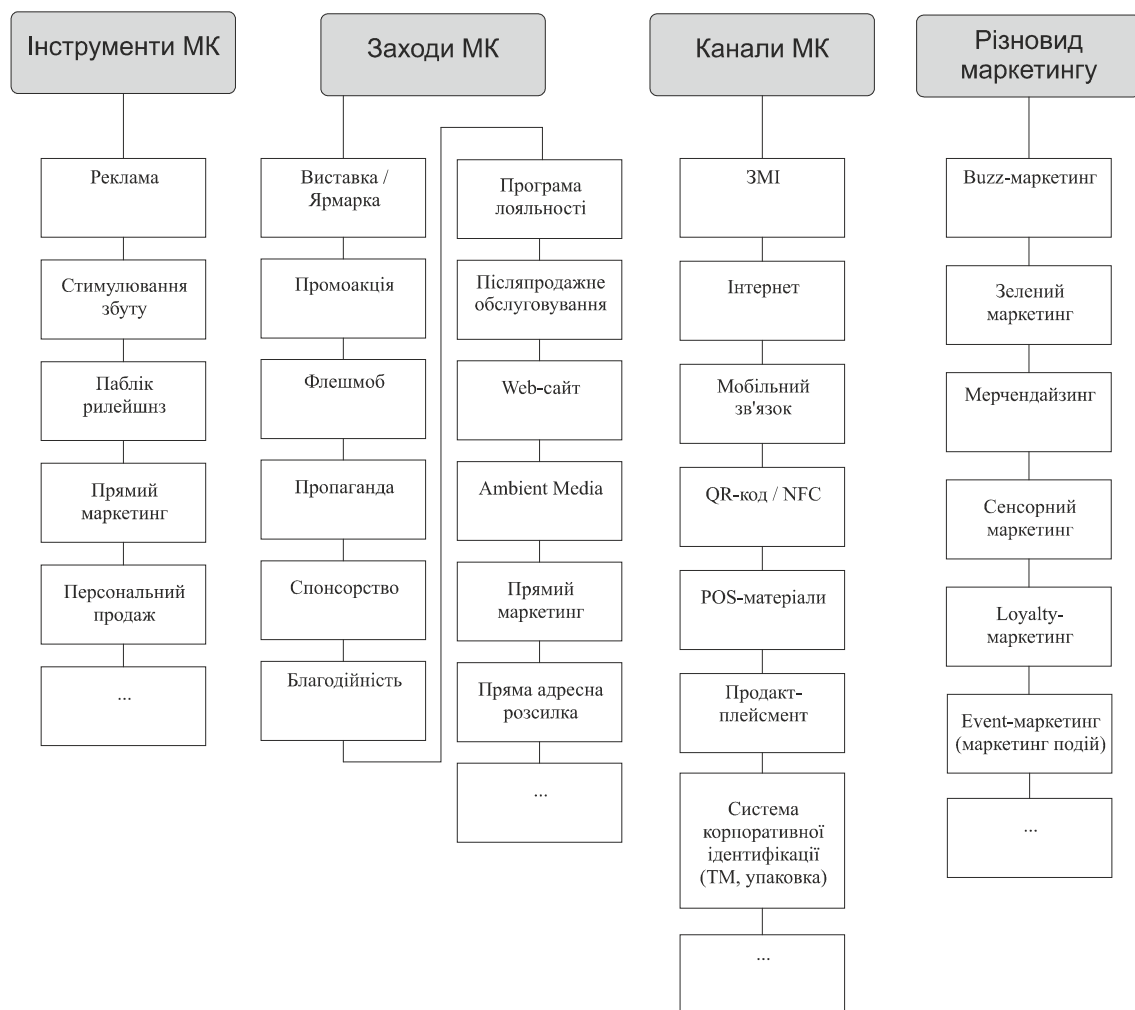 Інструменти МК
Реклама
Стимулювання
збуту
Паблік
рилейшнз
Прямий
маркетинг
Персональний
продаж
...
Заходи МК
Виставка /
Ярмарка
Промоакція
Флешмоб
Пропаганда
Спонсорство
Благодійність
Програма
лояльності
Післяпродажне
обслуговування
Web-сайт
Ambient Media
Прямий
маркетинг
Пряма адресна
розсилка
...
Канали МК
ЗМІ
Інтернет
Мобільний
зв'язок
QR-код / NFC
POS-матеріали
Продакт-
плейсмент
Система
корпоративної
ідентифікації
(ТМ, упаковка)
...
Різновид
маркетингу
Buzz-маркетинг
Зелений
маркетинг
Мерчендайзинг
Сенсорний
маркетинг
Loyalty-
маркетинг
Event-маркетинг
(маркетинг подій)
...